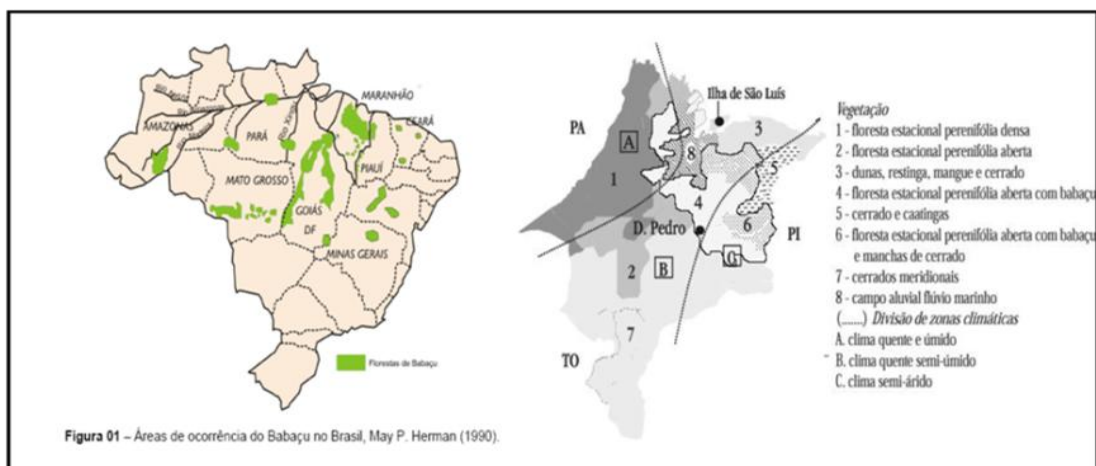 MARANHÃO
CEARÁ
AMAZONAS
PARÁ
PIAUÍ
MATO GROSSO
GOIÁS
DF
MINAS GERAIS
Florestas de Babaçu
Figura 01 – Áreas de ocorrência do Babaçu no Brasil, May P. Herman (1990).
Ilha de São Luís
PA
A
3
8
5
1
4
D. Pedro
6
PI
B
C
2
7
TO
Vegetação
1 - floresta estacional perenifólia densa
2 - floresta estacional perenifólia aberta
3 - dunas, restinga, mangue e cerrado
4 - floresta estacional perenifólia aberta com babaçu
5 - cerrado e caatingas
6 - floresta estacional perenifólia aberta com babaçu
e manchas de cerrado
7 - cerrados meridionais
8 - campo aluvial flúvio marinho
(......) Divisão de zonas climáticas
A. clima quente e úmido
B. clima quente semi-úmido
C. clima semi-árido